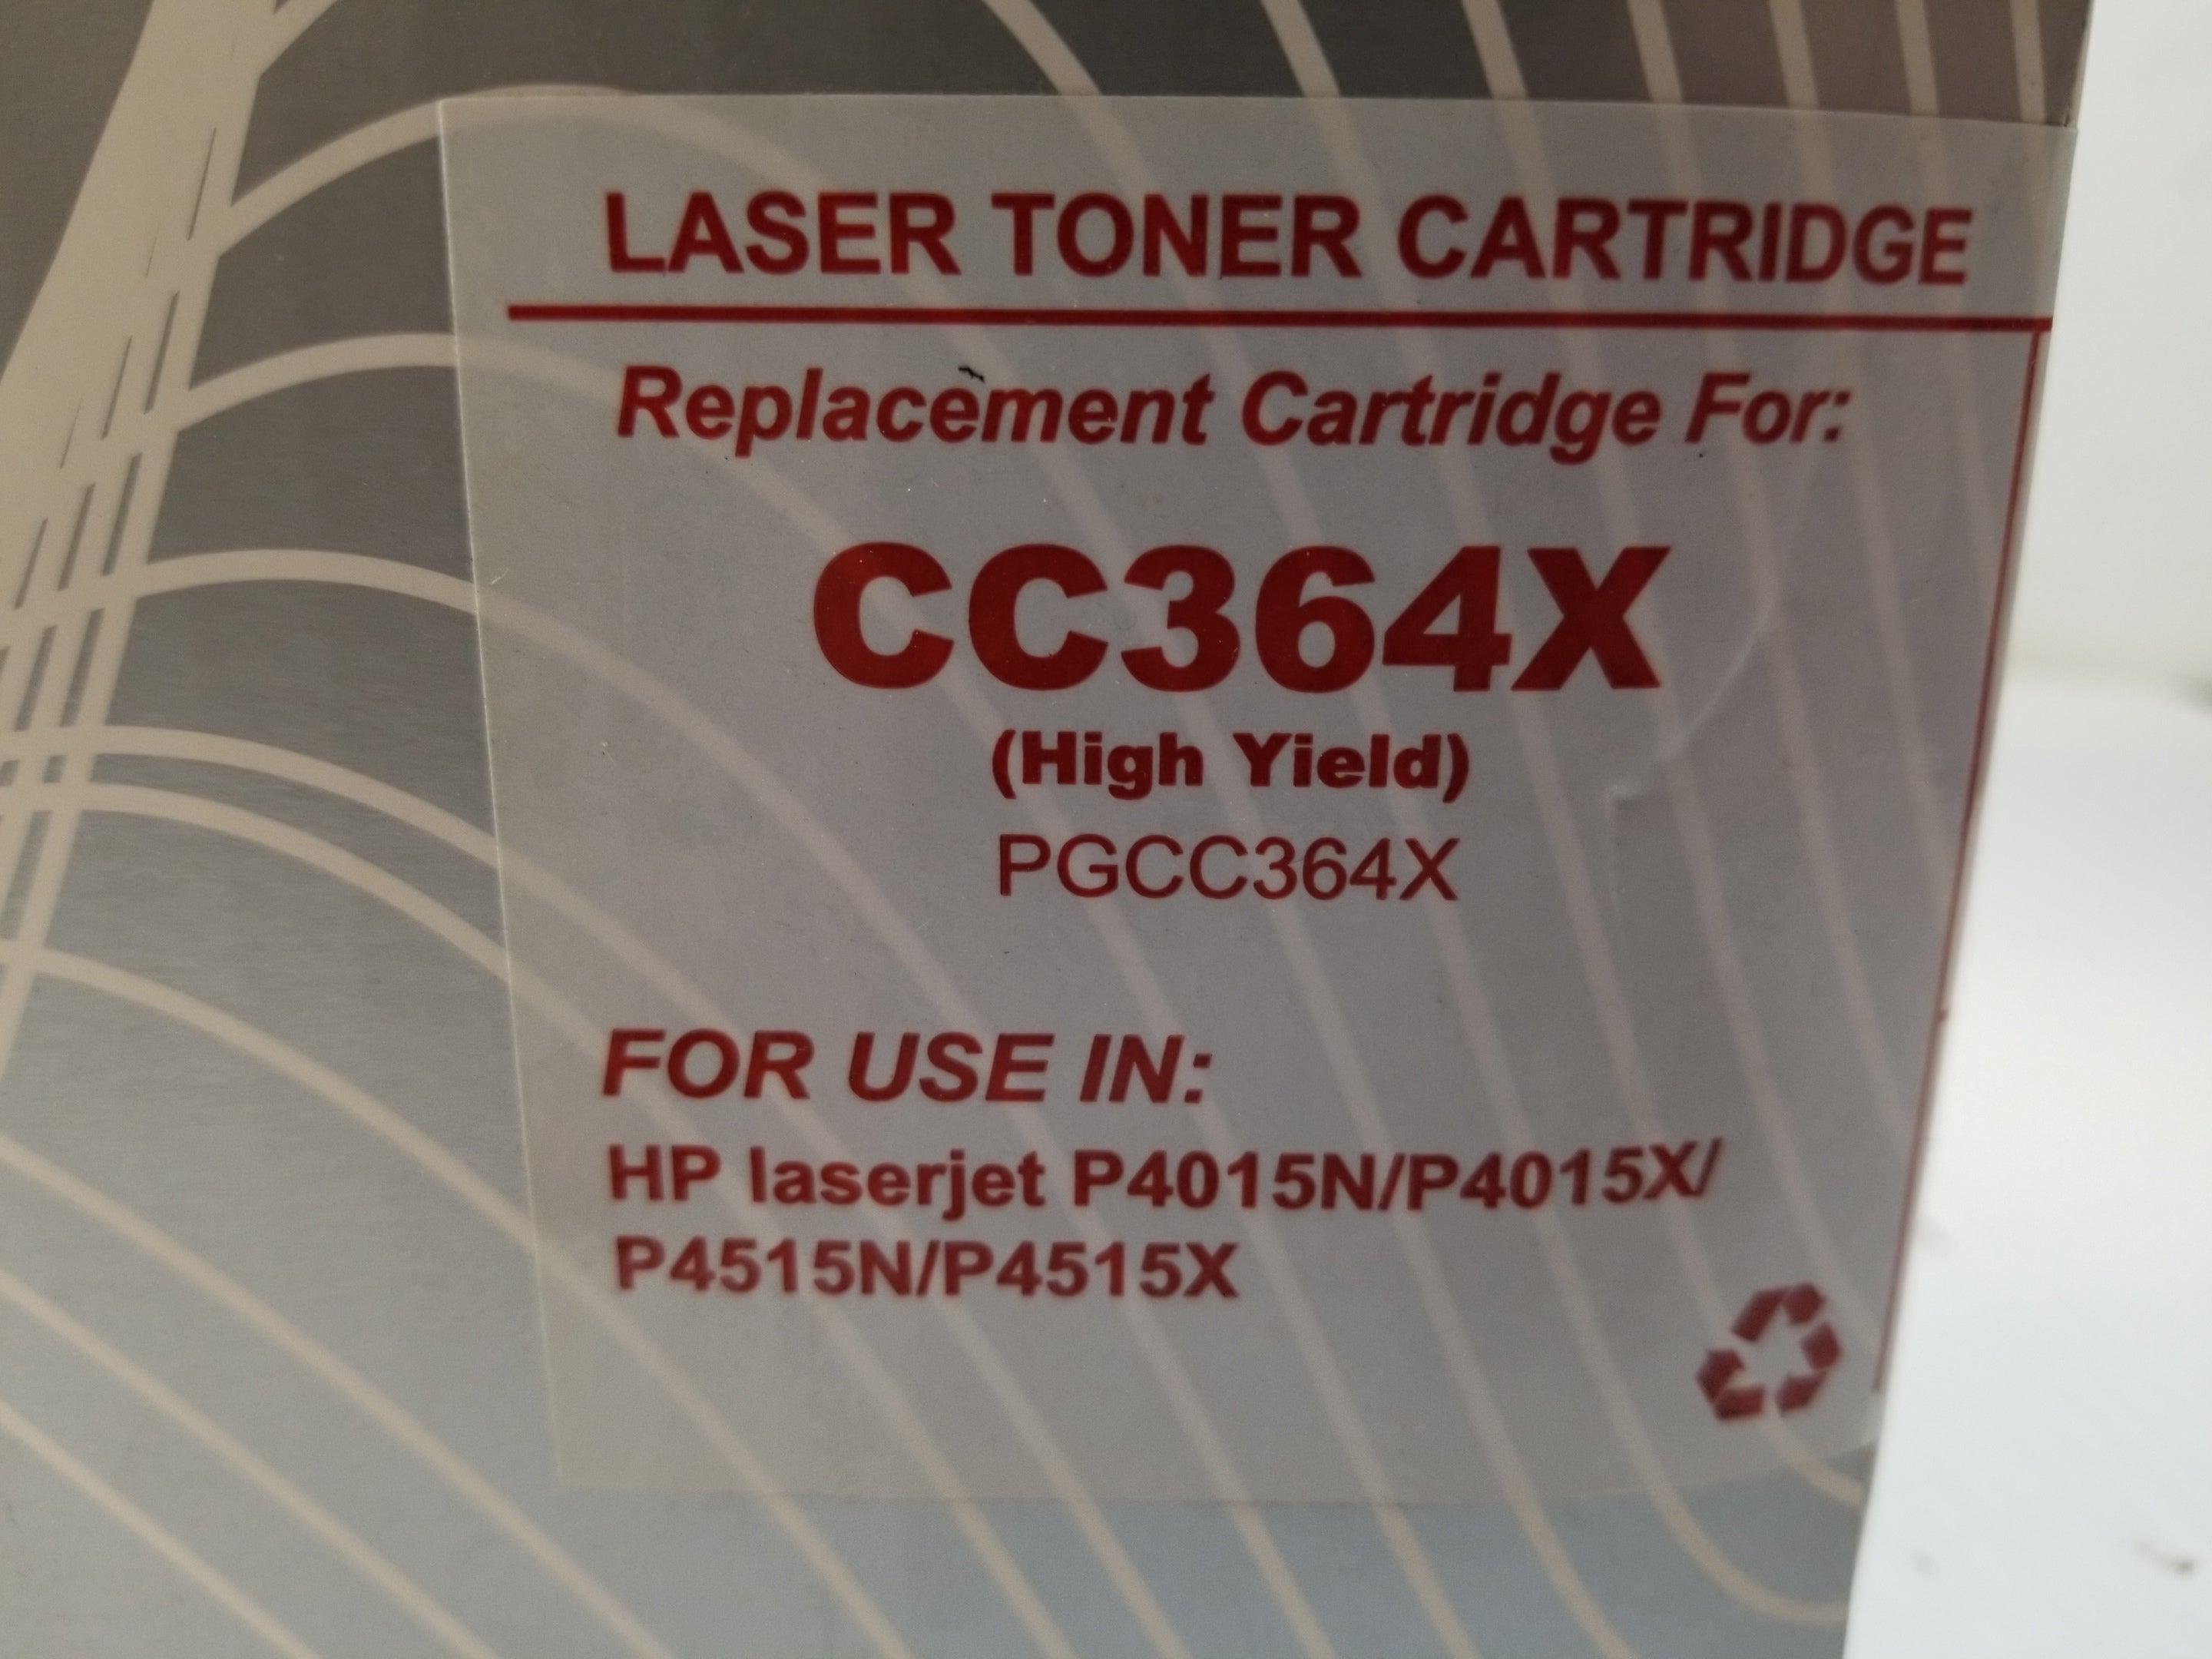 LASER TONER CARTRIDGE
Replacement Cartridge For:
CC364X
(High Yield)
PGCC364X
FOR USE IN:
HP laserjet P4015N/P4015X/
P4515N/P4515X